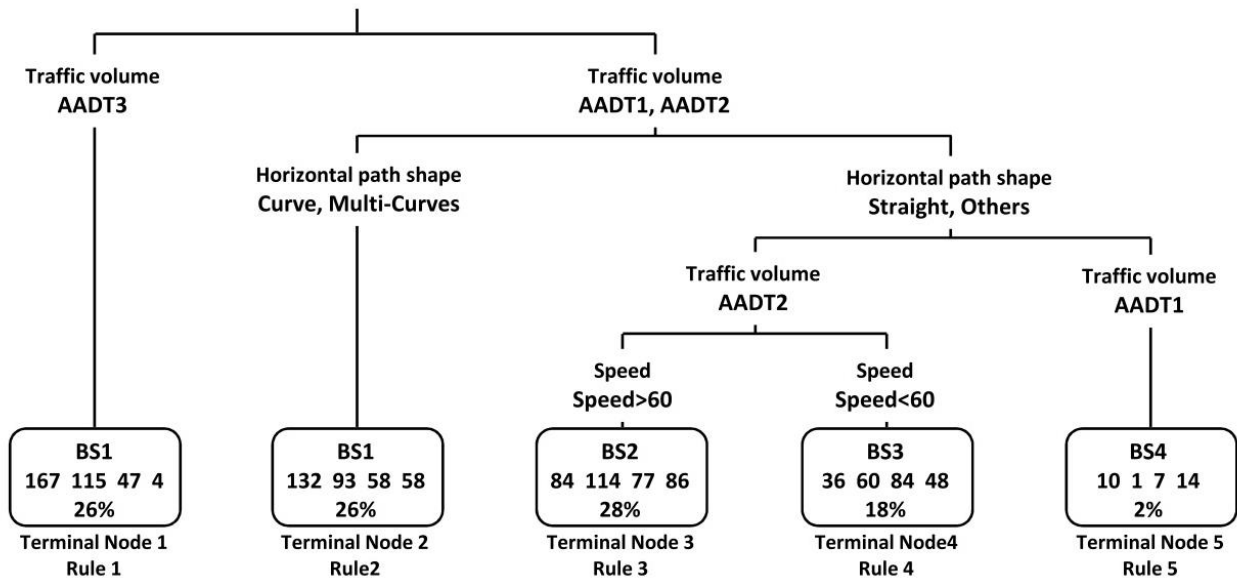 Traffic volume
AADT3
Traffic volume
AADT1, AADT2
Horizontal path shape
Curve, Multi-Curves
Horizontal path shape
Straight, Others
Traffic volume
AADT2
Traffic volume
AADT1
Speed
Speed>60
Speed
Speed<60
BS1
167 115 47 4
26%
Terminal Node 1
Rule 1
BS1
132 93 58 58
26%
Terminal Node 2
Rule2
BS2
84 114 77 86
28%
Terminal Node 3
Rule 3
BS3
36 60 84 48
18%
Terminal Node4
Rule 4
BS4
10 1 7 14
2%
Terminal Node 5
Rule 5